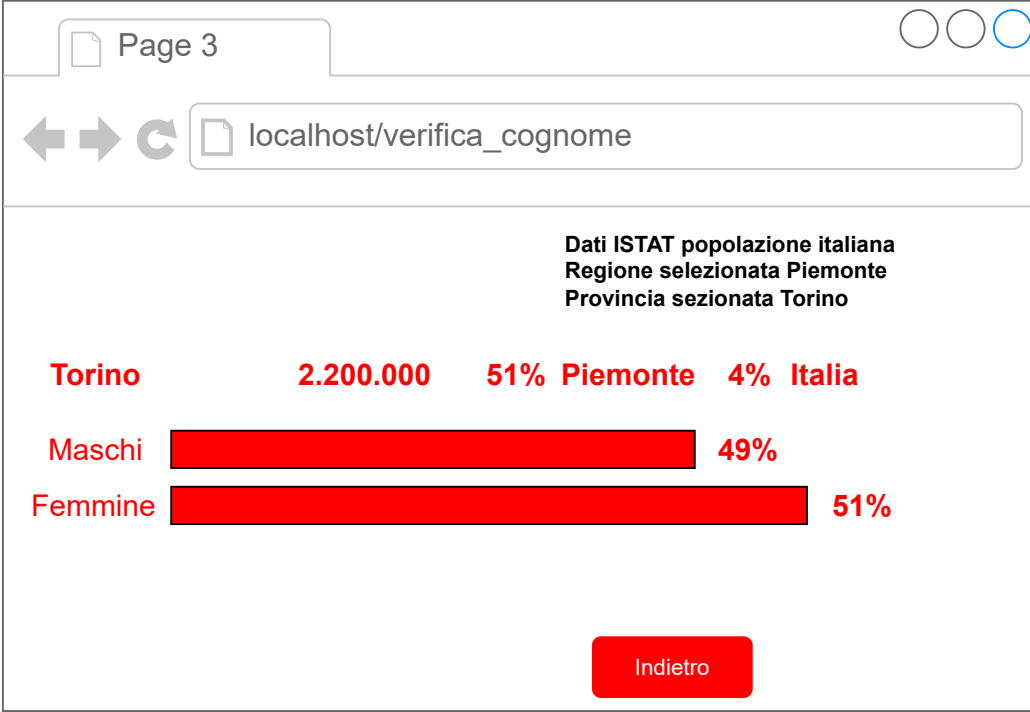 Page 3
localhost/verifica_cognome
Dati ISTAT popolazione italiana
Regione selezionata Piemonte
Provincia sezionata Torino
Torino 2.200.000 51% Piemonte 4% Italia
Maschi 49%
Femmine 51%
Indietro